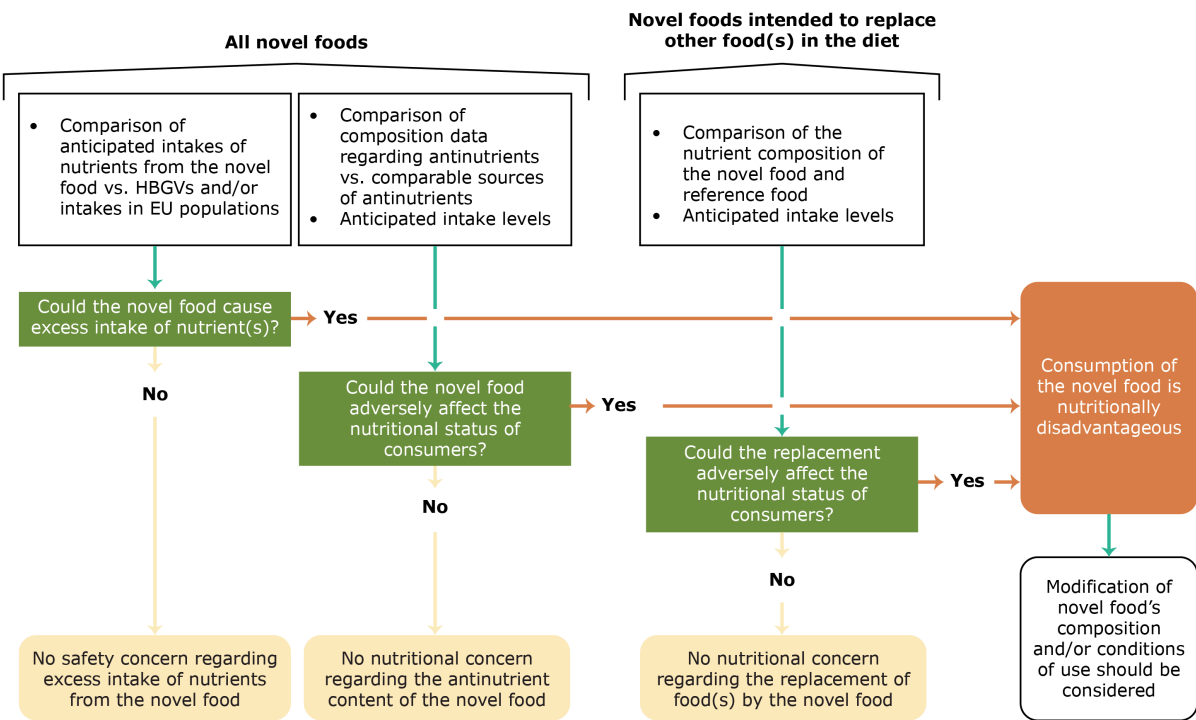 All novel foods
Novel foods intended to replace
other food(s) in the diet
• Comparison of
anticipated intakes of
nutrients from the novel
food vs. HBGVs and/or
intakes in EU populations
• Comparison of
composition data
regarding antinutrients
vs. comparable sources
of antinutrients
• Anticipated intake levels
• Comparison of the
nutrient composition of
the novel food and
reference food
• Anticipated intake levels
Could the novel food cause
excess intake of nutrient(s)?
Yes
No
Could the novel food
adversely affect the
nutritional status of
consumers?
Yes
No
Could the replacement
adversely affect the
nutritional status of
consumers?
Yes
No
Consumption of
the novel food is
nutritionally
disadvantageous
No safety concern regarding
excess intake of nutrients
from the novel food
No nutritional concern
regarding the antinutrient
content of the novel food
No nutritional concern
regarding the replacement of
food(s) by the novel food
Modification of
novel food’s
composition
and/or conditions
of use should be
considered